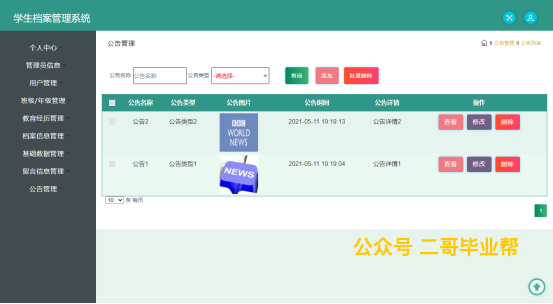 学生档案管理系统
个人中心
管理员信息
用户管理
班级/年级管理
教育经历管理
档案信息管理
基础数据管理
留言信息管理
公告管理
公告管理
公告管理 公告列表
公告名称 公告名称 公告类型 -请选择- 查询 添加 批量删除
公告名称 公告类型 公告图片 公告时间 公告详情 操作
公告2 公告类型2 BBC WORLD NEWS 2021-05-11 19:19:13 公告详情2 查看 修改 删除
公告1 公告类型1 NEWS 2021-05-11 19:19:04 公告详情1 查看 修改 删除
10 条 每页
1
公众号 二哥毕业帮